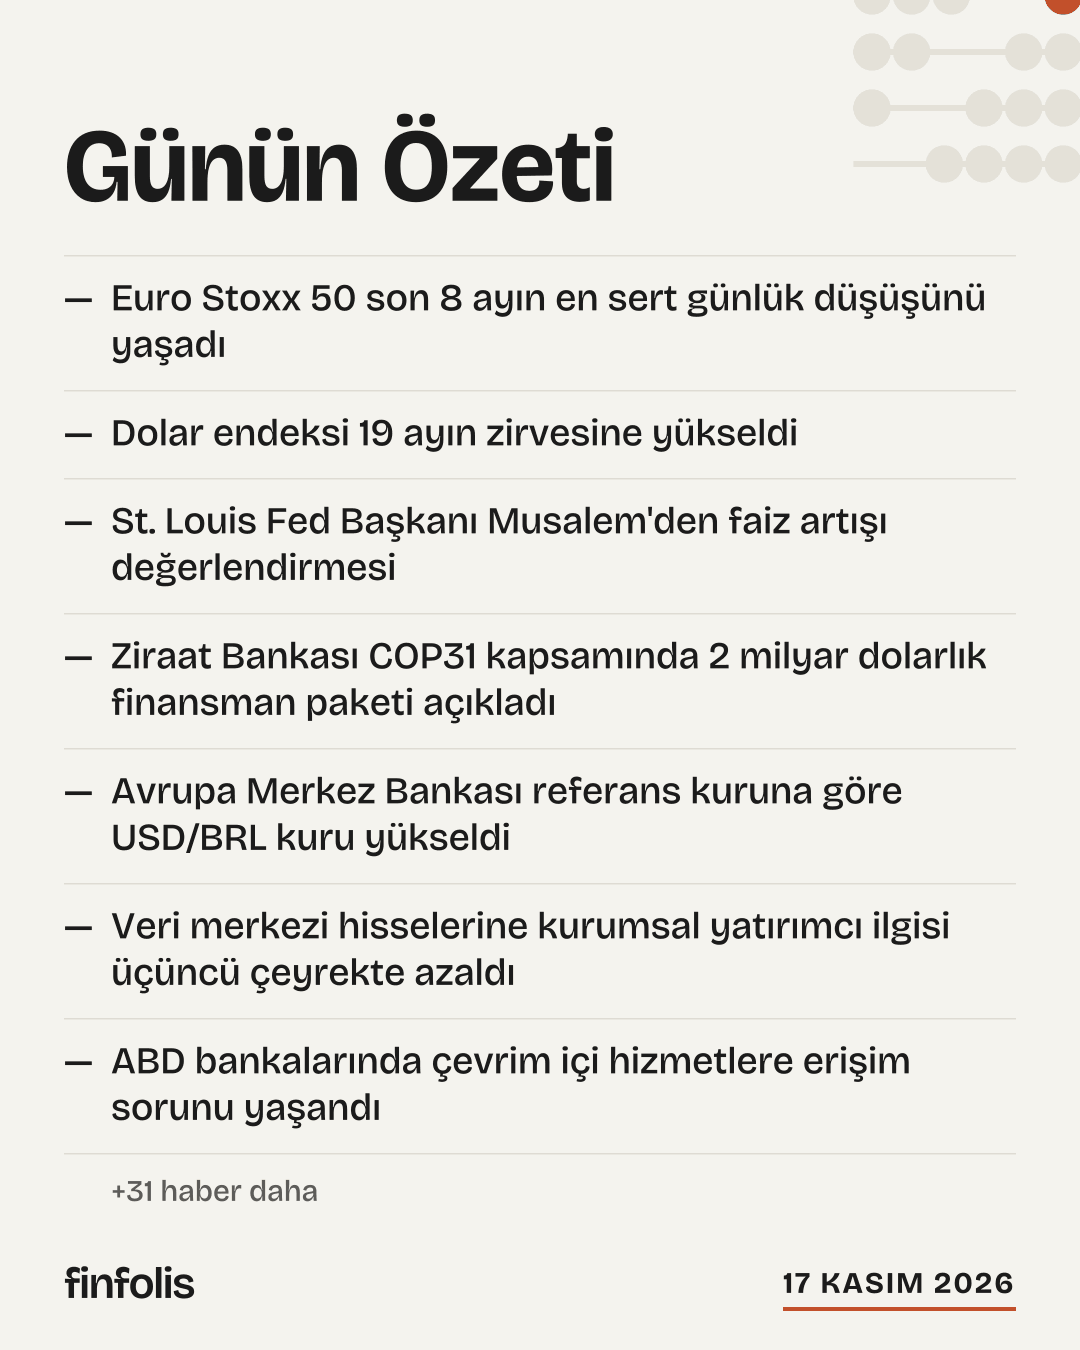 Günün Özeti
— Euro Stoxx 50 son 8 ayın en sert günlük düşüşünü
yaşadı
— Dolar endeksi 19 ayın zirvesine yükseldi
— St. Louis Fed Başkanı Musalem'den faiz artışı
değerlendirmesi
— Ziraat Bankası COP31 kapsamında 2 milyar dolarlık
finansman paketi açıkladı
— Avrupa Merkez Bankası referans kuruna göre
USD/BRL kuru yükseldi
— Veri merkezi hisselerine kurumsal yatırımcı ilgisi
üçüncü çeyrekte azaldı
— ABD bankalarında çevrim içi hizmetlere erişim
sorunu yaşandı
+31 haber daha
finfolis
17 KASIM 2026